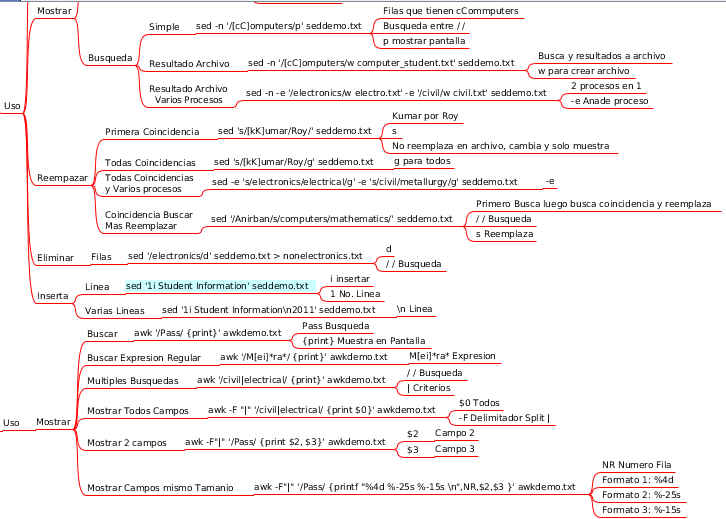 Mostrar
Simple
sed -n '/[cC]omputers/p' seddemo.txt
Filas que tienen cCommputers
Busqueda entre //
p mostrar pantalla
Busqueda
Resultado Archivo
sed -n '/[cC]omputers/w computer_student.txt' seddemo.txt
Busca y resultados a archivo
w para crear archivo
Resultado Archivo
Varios Procesos
sed -n -e '/electronics/w electro.txt' -e '/civil/w civil.txt' seddemo.txt
2 procesos en 1
-e Anade proceso
Uso
Reempazar
Primera Coincidencia
sed 's/[kK]umar/Roy/' seddemo.txt
Kumar por Roy
s
No reemplaza en archivo, cambia y solo muestra
Todas Coincidencias
sed 's/[kK]umar/Roy/g' seddemo.txt
g para todos
Todas Coincidencias
y Varios procesos
sed -e 's/electronics/electrical/g' -e 's/civil/metallurgy/g' seddemo.txt
-e
Coincidencia Buscar
Mas Reemplazar
sed '/Anirban/s/computers/mathematics/' seddemo.txt
Primero Busca luego busca coincidencia y reemplaza
// Busqueda
s Reemplaza
Eliminar
Filas
sed '/electronics/d' seddemo.txt > nonelectronics.txt
d
// Busqueda
Inserta
Linea
sed '1i Student Information' seddemo.txt
i insertar
1 No. Linea
Varias Lineas
sed '1i Student Information\n2011' seddemo.txt
\n Linea
Uso
Mostrar
Buscar
awk '/Pass/ {print}' awkdemo.txt
Pass Busqueda
{print} Muestra en Pantalla
Buscar Expresion Regular
awk '/M[ei]*ra*/ {print}' awkdemo.txt
M[ei]*ra* Expresion
Multiples Busquedas
awk '/civil|electrical/ {print}' awkdemo.txt
// Busqueda
| Criterios
Mostrar Todos Campos
awk -F "|" '/civil|electrical/ {print $0}' awkdemo.txt
$0 Todos
-F Delimitador Split |
Mostrar 2 campos
awk -F"|" '/Pass/ {print $2, $3}' awkdemo.txt
$2
Campo 2
$3
Campo 3
Mostrar Campos mismo Tamanio
awk -F"|" '/Pass/ {printf "%4d %-25s %-15s \n",NR,$2,$3 }' awkdemo.txt
NR Numero Fila
Formato 1: %4d
Formato 2: %-25s
Formato 3: %-15s